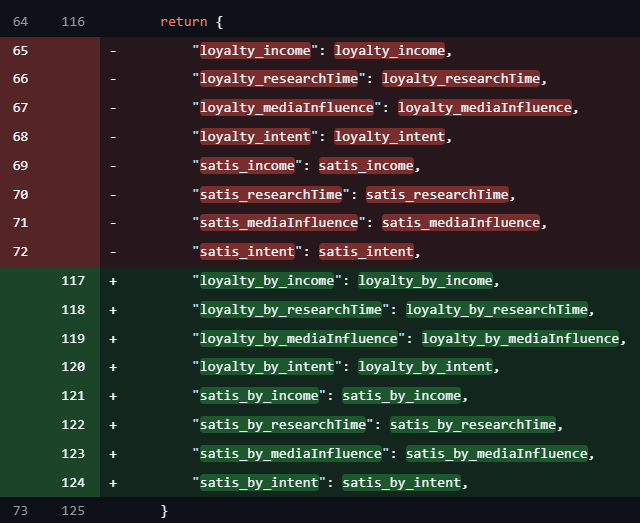 64 116 return {
65 - "loyalty_income": loyalty_income,
66 - "loyalty_researchTime": loyalty_researchTime,
67 - "loyalty_mediaInfluence": loyalty_mediaInfluence,
68 - "loyalty_intent": loyalty_intent,
69 - "satis_income": satis_income,
70 - "satis_researchTime": satis_researchTime,
71 - "satis_mediaInfluence": satis_mediaInfluence,
72 - "satis_intent": satis_intent,
117 + "loyalty_by_income": loyalty_by_income,
118 + "loyalty_by_researchTime": loyalty_by_researchTime,
119 + "loyalty_by_mediaInfluence": loyalty_by_mediaInfluence,
120 + "loyalty_by_intent": loyalty_by_intent,
121 + "satis_by_income": satis_by_income,
122 + "satis_by_researchTime": satis_by_researchTime,
123 + "satis_by_mediaInfluence": satis_by_mediaInfluence,
124 + "satis_by_intent": satis_by_intent,
73 125 }